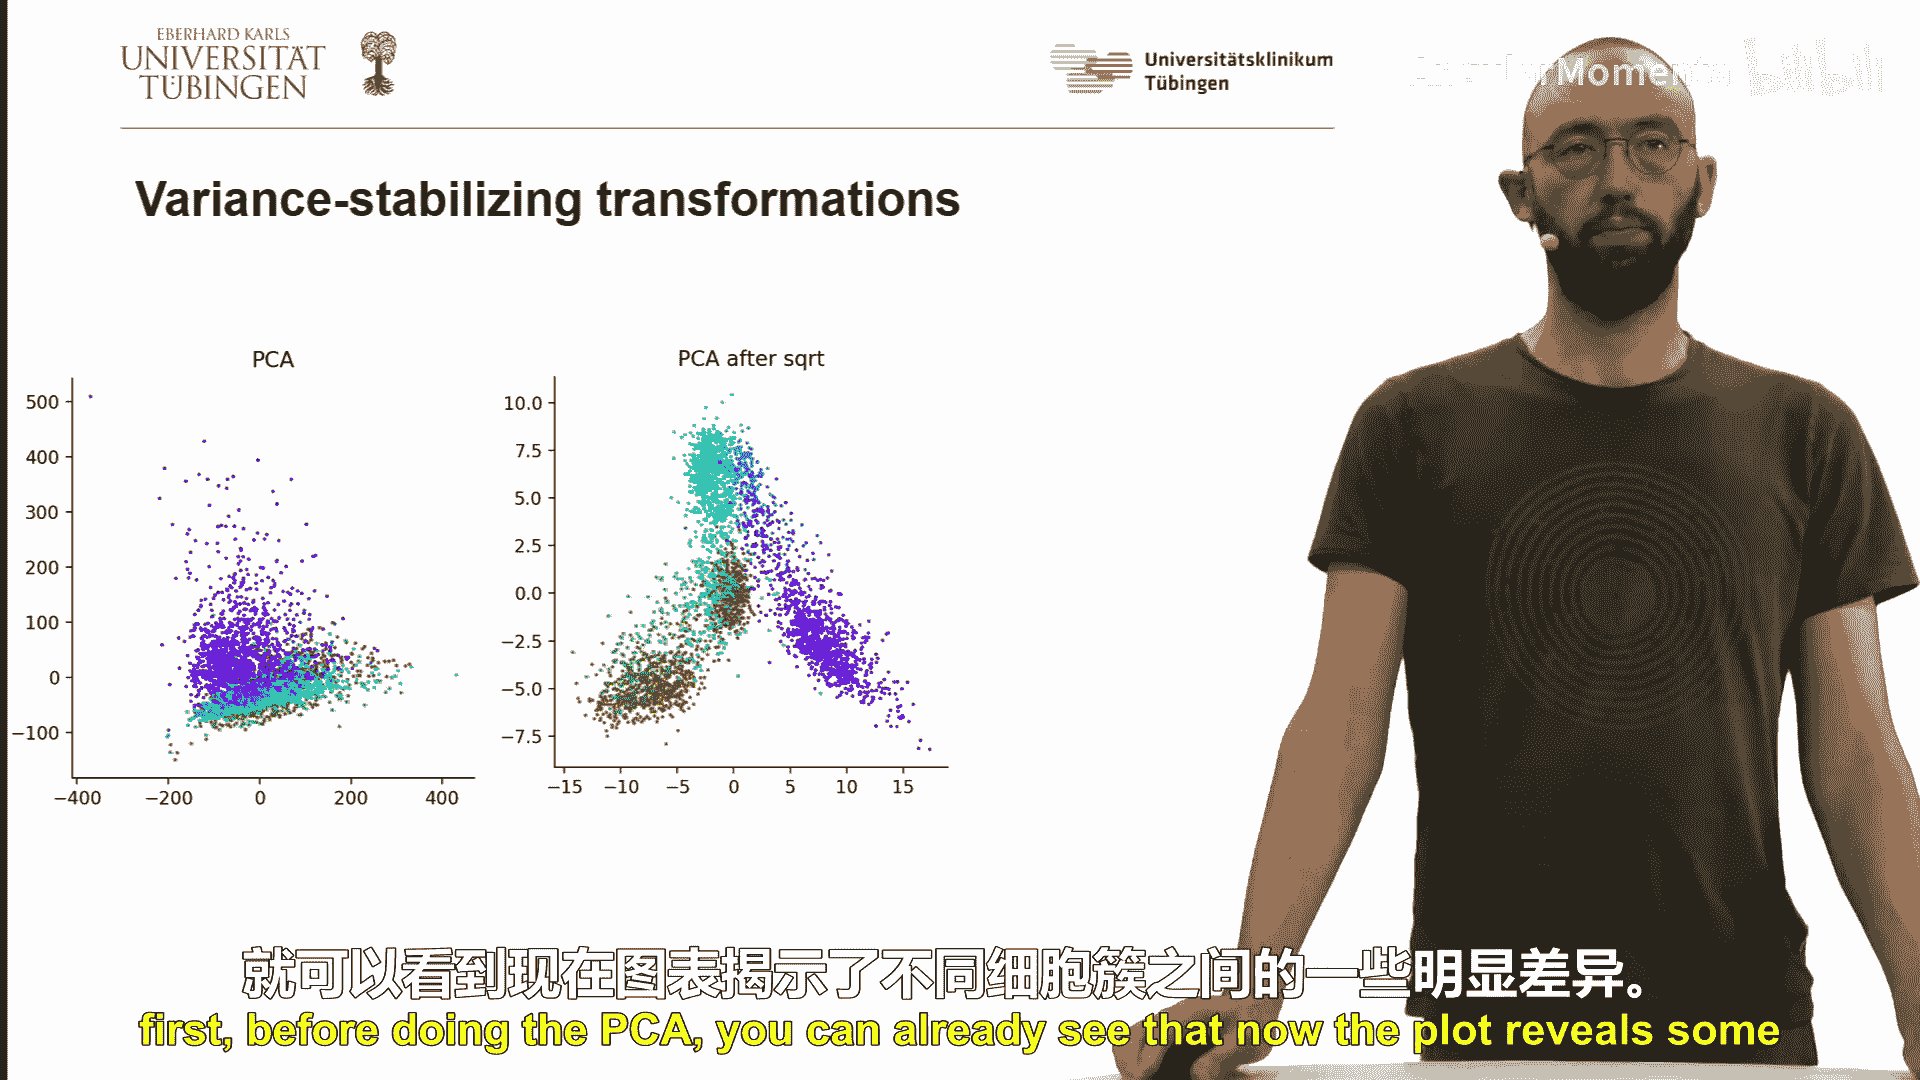 EBERHARD KARLS
UNIVERSITÄT
TÜBINGEN
Universitätsklinikum
Tübingen
Moments
Variance-stabilizing transformations
PCA
500
400
300
200
100
0
−100
−400 −200 0 200 400
PCA after sqrt
10.0
7.5
5.0
2.5
0.0
−2.5
−5.0
−7.5
−15 −10 −5 0 5 10 15
就可以看到现在图表揭示了不同细胞簇之间的一些明显差异。
first, before doing the PCA, you can already see that now the plot reveals some